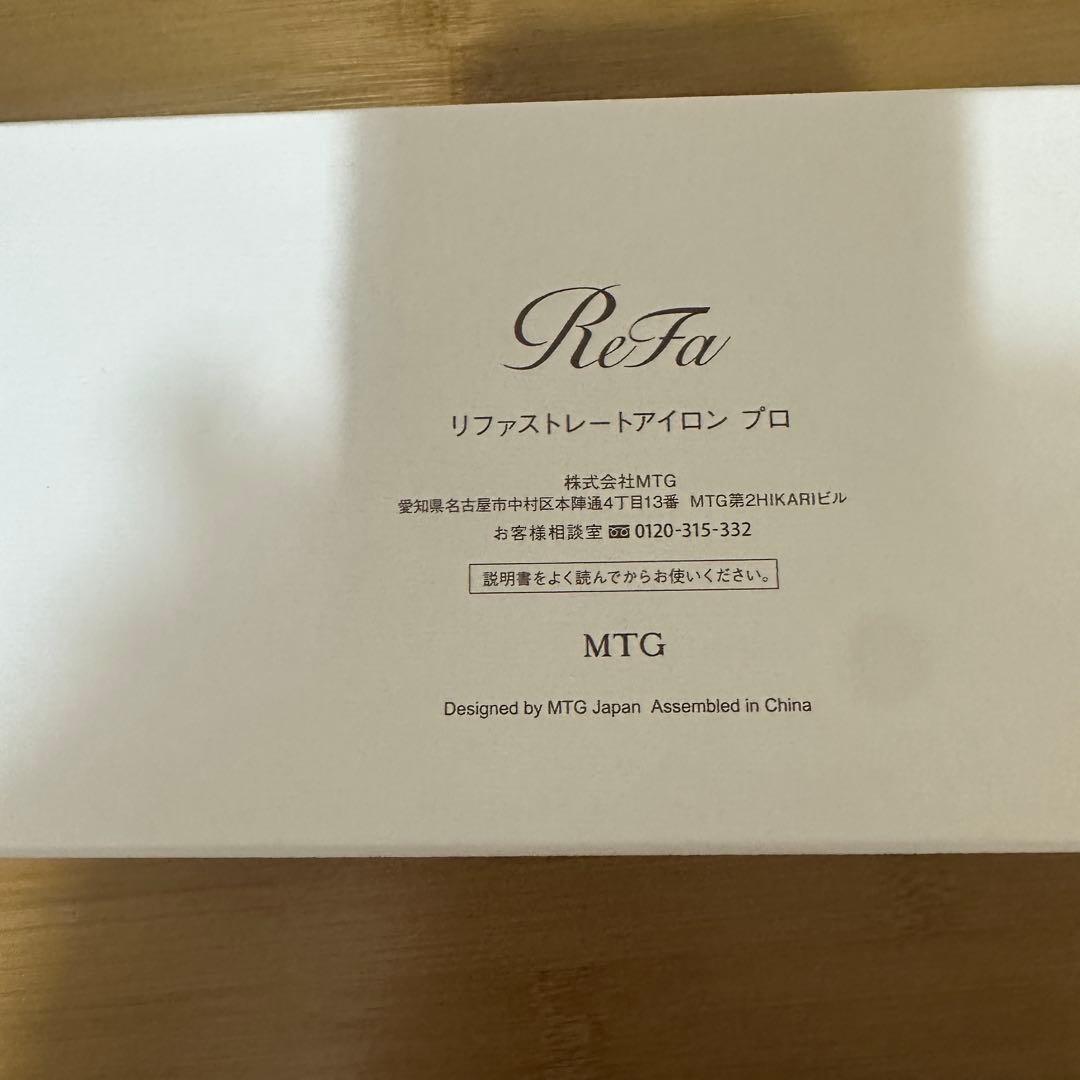 ReFa
リファストレートアイロン プロ
株式会社MTG
愛知県名古屋市中村区本陣通4丁目13番 MTG第2HIKARIビル
お客様相談室 0120-315-332
説明書をよく読んでからお使いください。
MTG
Designed by MTG Japan Assembled in China